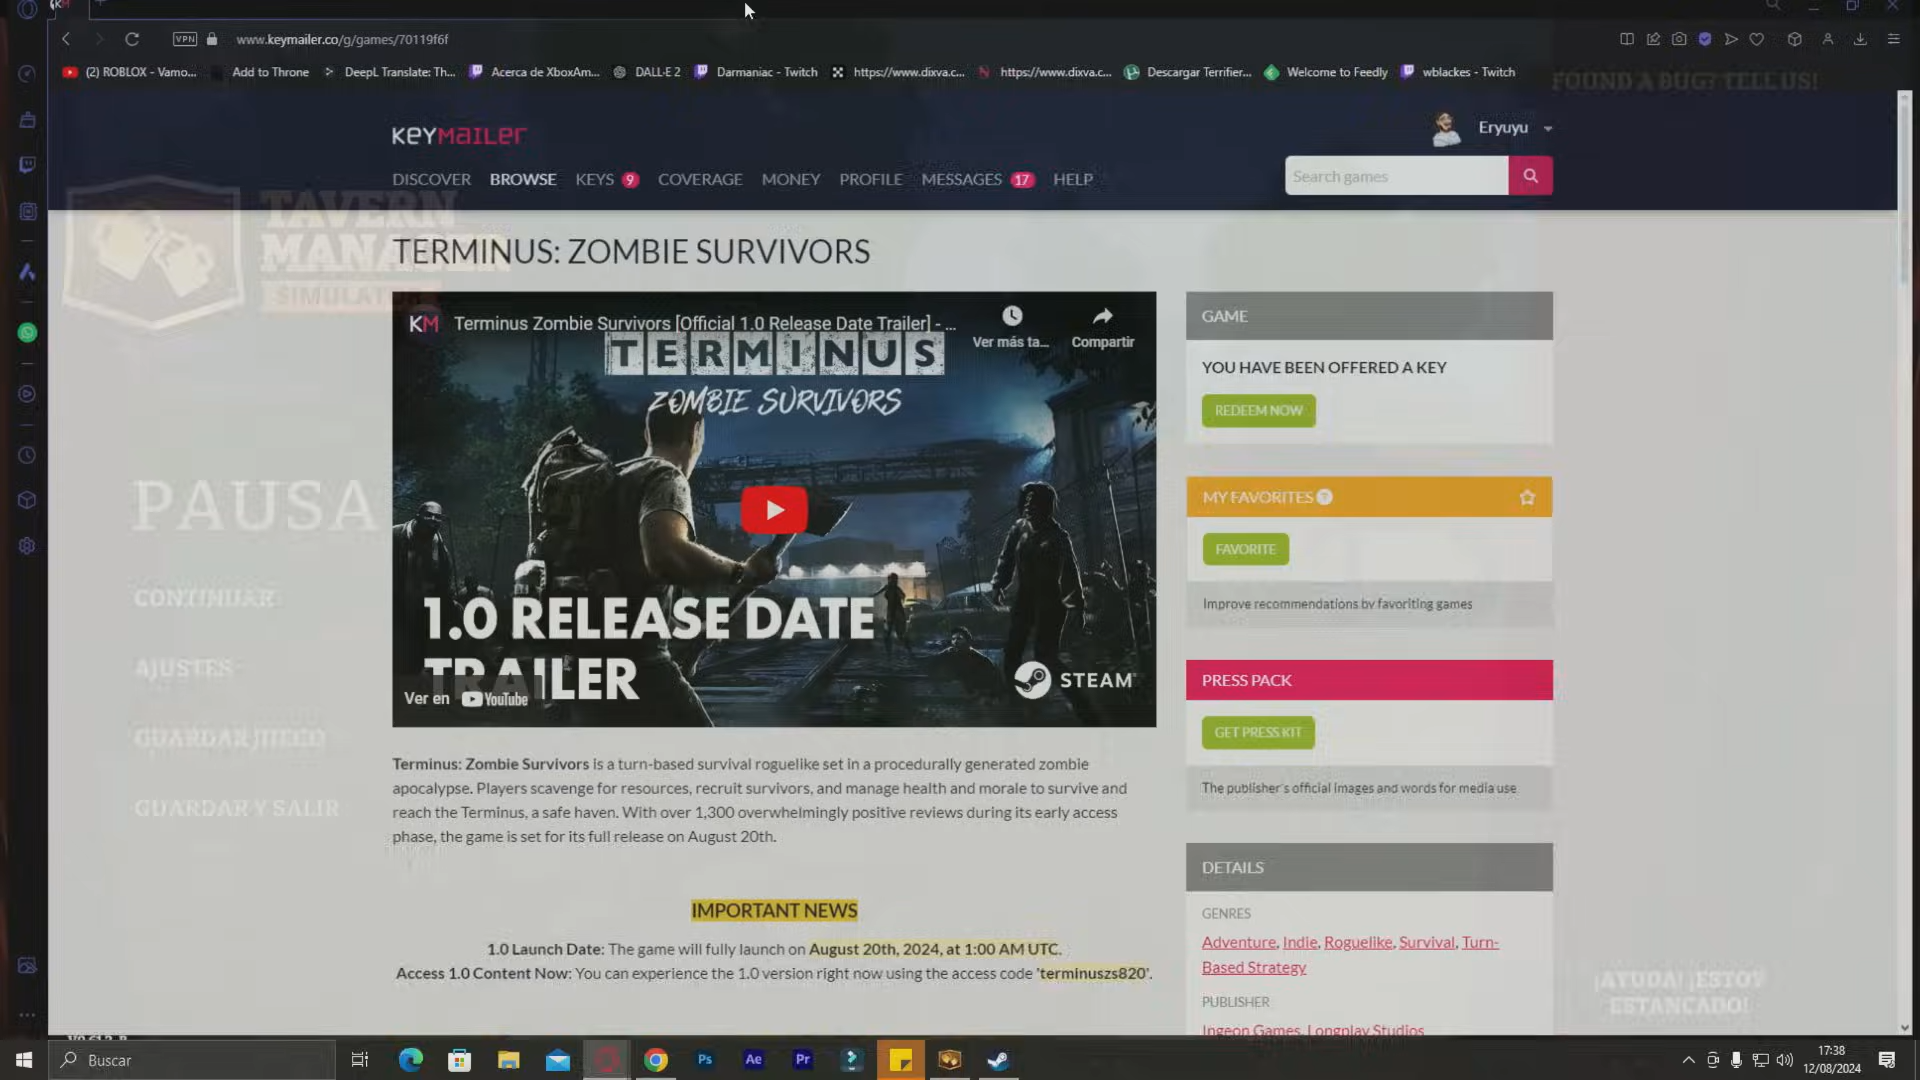 KM
VPN
www.keymailer.co/g/games/70119f6f
(2) ROBLOX - Vamo...
Add to Throne
DeepL Translate: Th...
Acerca de XboxAm...
DALL-E 2
Darmaniac - Twitch
https://www.dixva.c...
https://www.dixva.c...
Descargar Terrifier...
Welcome to Feedly
wblackes - Twitch
FOUND A BUG? TELL US!
KEYMAILER
Eryuyu
DISCOVER
BROWSE
KEYS 9
COVERAGE
MONEY
PROFILE
MESSAGES 17
HELP
Search games
TAVERN
MANAGER
SIMULATOR
TERMINUS: ZOMBIE SURVIVORS
KM
Terminus Zombie Survivors [Official 1.0 Release Date Trailer] - ...
Ver más ta...
Compartir
TERMINUS
ZOMBIE SURVIVORS
1.0 RELEASE DATE
TRAILER
Ver en YouTube
STEAM
GAME
YOU HAVE BEEN OFFERED A KEY
REDEEM NOW
MY FAVORITES ?
FAVORITE
Improve recommendations by favoriting games
PRESS PACK
GET PRESS KIT
The publisher's official images and words for media use
PAUSA
CONTINUAR
AJUSTES
GUARDAR JUEGO
GUARDAR Y SALIR
Terminus: Zombie Survivors is a turn-based survival roguelike set in a procedurally generated zombie
apocalypse. Players scavenge for resources, recruit survivors, and manage health and morale to survive and
reach the Terminus, a safe haven. With over 1,300 overwhelmingly positive reviews during its early access
phase, the game is set for its full release on August 20th.
IMPORTANT NEWS
1.0 Launch Date: The game will fully launch on August 20th, 2024, at 1:00 AM UTC.
Access 1.0 Content Now: You can experience the 1.0 version right now using the access code 'terminuszs820'.
DETAILS
GENRES
Adventure, Indie, Roguelike, Survival, Turn-
Based Strategy
PUBLISHER
Ingeon Games, Longplay Studios
¡AYUDA! ¡ESTOY
ESTANCADO!
Buscar
Ps
Ae
Pr
17:38
12/08/2024